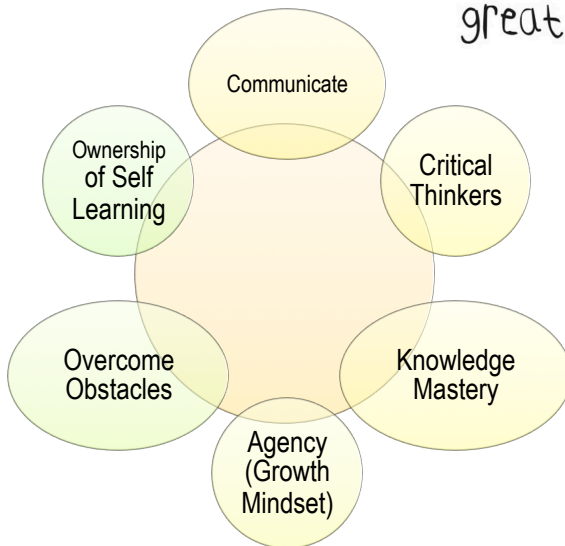 great
Communicate
Ownership
of Self
Learning
Critical
Thinkers
Overcome
Obstacles
Knowledge
Mastery
Agency
(Growth
Mindset)